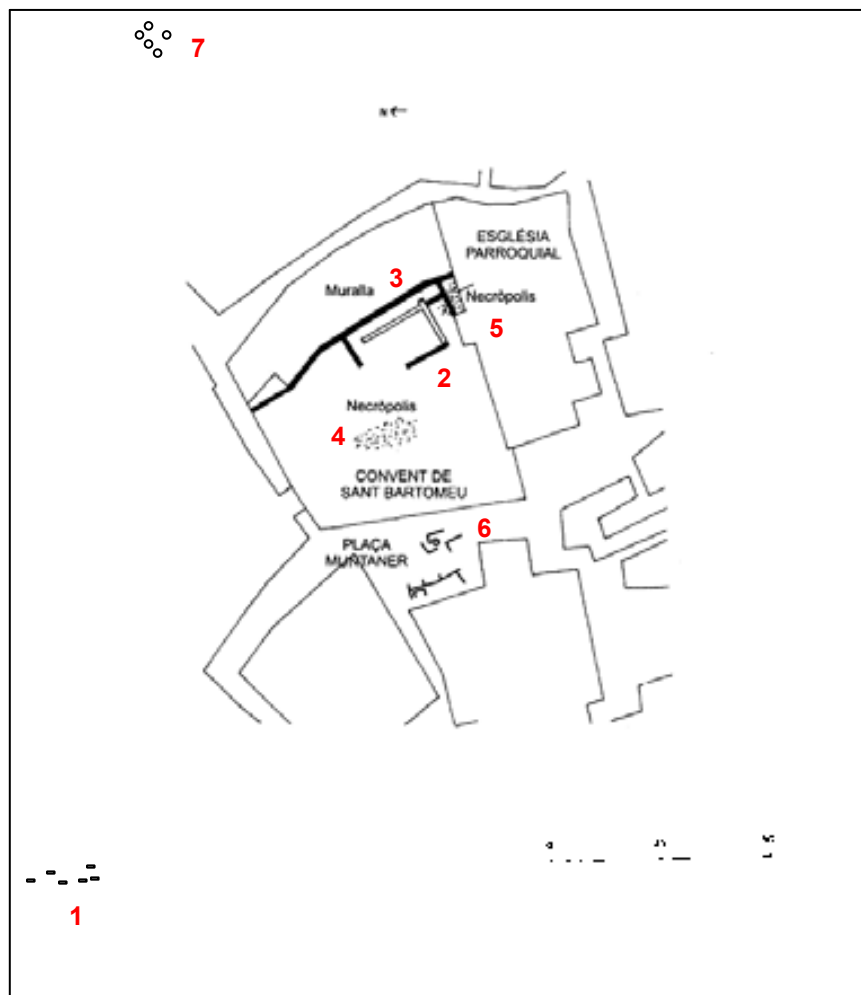 7
N
ESGLÉSIA
PARROQUIAL
3
Muralla
Necròpolis
5
2
Necròpolis
4
CONVENT DE
SANT BARTOMEU
6
PLAÇA
MUNTANER
1